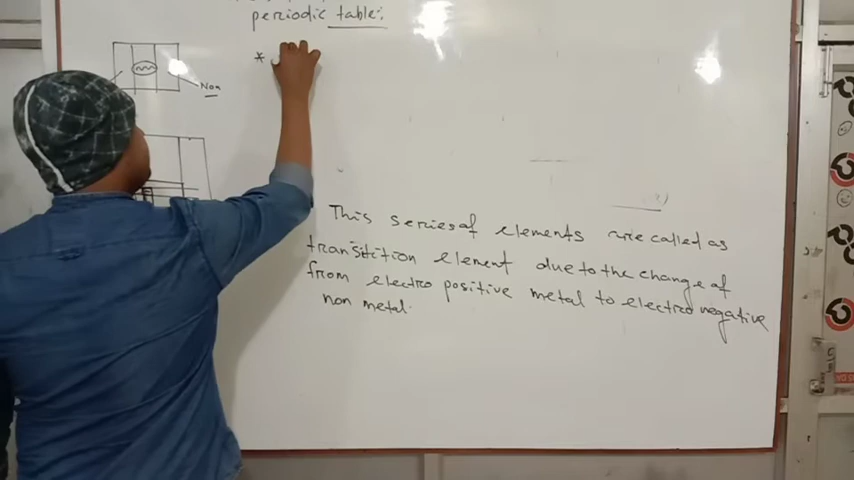 periodic table:
*
Non
This series of elements are called as
transition element due to the change of
from electro positive metal to electro negative
non metal.